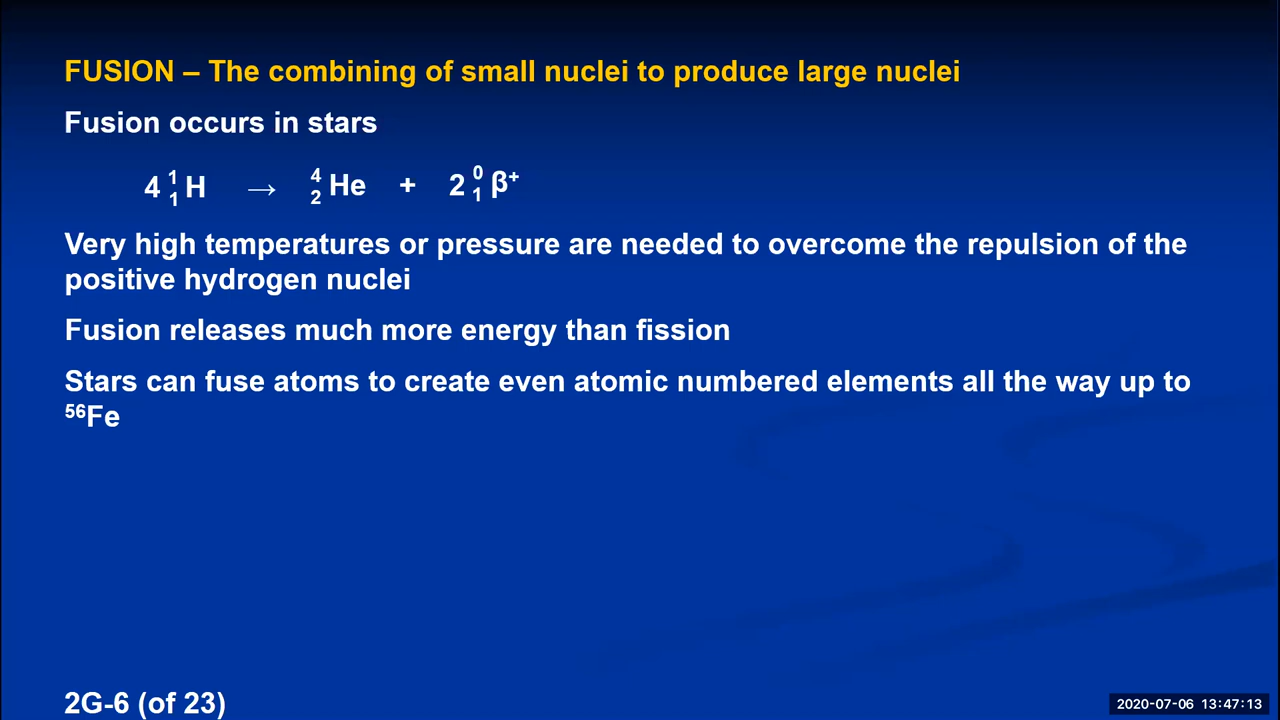 FUSION – The combining of small nuclei to produce large nuclei
Fusion occurs in stars
4 ¹₁H → ⁴₂He + 2 ⁰₁β⁺
Very high temperatures or pressure are needed to overcome the repulsion of the
positive hydrogen nuclei
Fusion releases much more energy than fission
Stars can fuse atoms to create even atomic numbered elements all the way up to
⁵⁶Fe
2G-6 (of 23)
2020-07-06 13:47:13